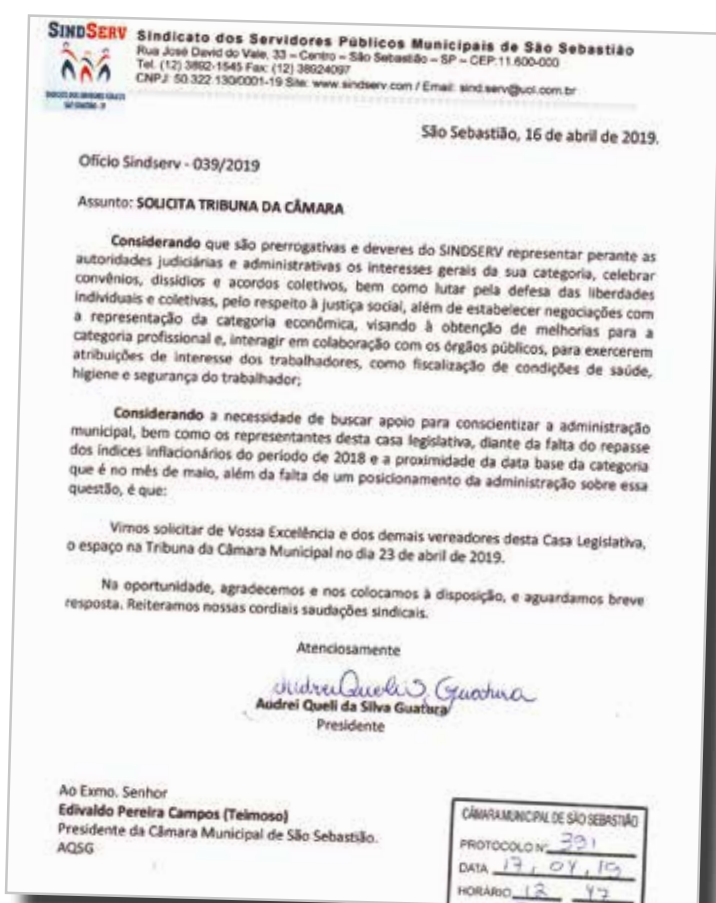 SINDSERV
Sindicato dos Servidores Públicos Municipais de São Sebastião
Rua José David do Vale, 33 – Centro – São Sebastião – SP – CEP:11.600-000
Tel. (12) 3892-1545 Fax: (12) 38924097
CNPJ: 50.322.130/0001-19 Site: www.sindserv.com / Email: sind.serv@uol.com.br
São Sebastião, 16 de abril de 2019.
Ofício Sindserv - 039/2019
Assunto: SOLICITA TRIBUNA DA CÂMARA
Considerando que são prerrogativas e deveres do SINDSERV representar perante as
autoridades judiciárias e administrativas os interesses gerais da sua categoria, celebrar
convênios, dissídios e acordos coletivos, bem como lutar pela defesa das liberdades
individuais e coletivas, pelo respeito à justiça social, além de estabelecer negociações com
a representação da categoria econômica, visando à obtenção de melhorias para a
categoria profissional e, interagir em colaboração com os órgãos públicos, para exercerem
atribuições de interesse dos trabalhadores, como fiscalização de condições de saúde,
higiene e segurança do trabalhador;
Considerando a necessidade de buscar apoio para conscientizar a administração
municipal, bem como os representantes desta casa legislativa, diante da falta do repasse
dos índices inflacionários do período de 2018 e a proximidade da data base da categoria
que é no mês de maio, além da falta de um posicionamento da administração sobre essa
questão, é que:
Vimos solicitar de Vossa Excelência e dos demais vereadores desta Casa Legislativa,
o espaço na Tribuna da Câmara Municipal no dia 23 de abril de 2019.
Na oportunidade, agradecemos e nos colocamos à disposição, e aguardamos breve
resposta. Reiteramos nossas cordiais saudações sindicais.
Atenciosamente
Audrei Queli S. Guatura
Audrei Queli da Silva Guatura
Presidente
Ao Exmo. Senhor
Edivaldo Pereira Campos (Teimoso)
Presidente da Câmara Municipal de São Sebastião.
AQSG
CÂMARA MUNICIPAL DE SÃO SEBASTIÃO
PROTOCOLO Nº 391
DATA 17, 04, 19
HORÁRIO 12 47